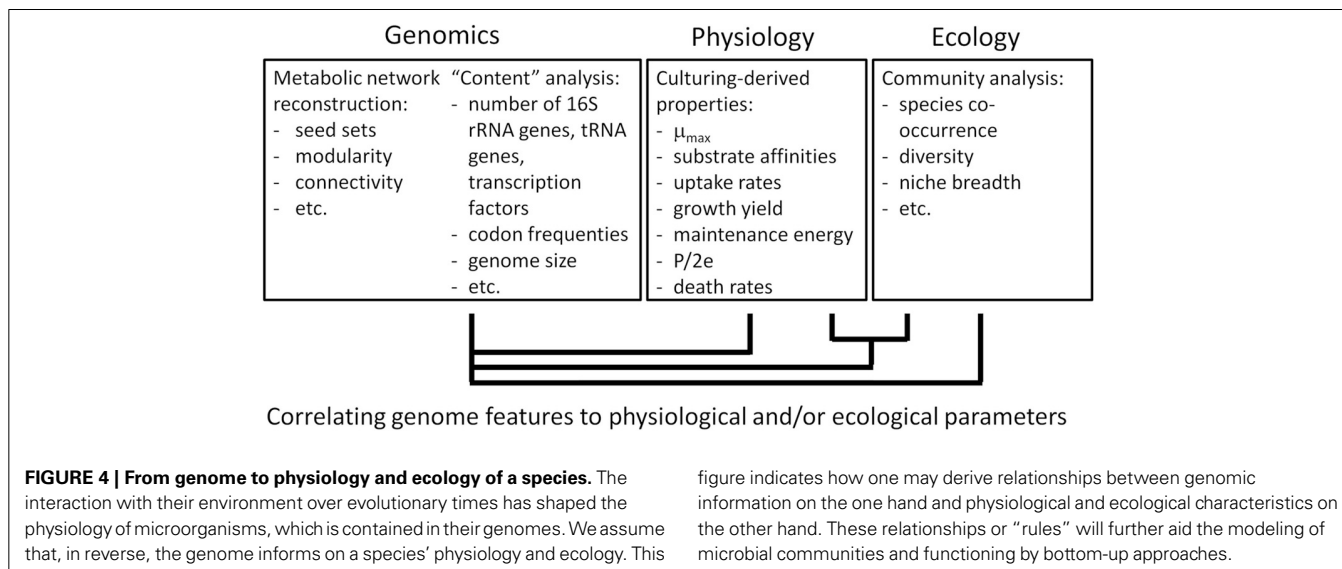 Genomics
Physiology
Ecology
Metabolic network
reconstruction:
- seed sets
- modularity
- connectivity
- etc.
“Content” analysis:
- number of 16S
rRNA genes, tRNA
genes,
transcription
factors
- codon frequenties
- genome size
- etc.
Culturing-derived
properties:
- μmax
- substrate affinities
- uptake rates
- growth yield
- maintenance energy
- P/2e
- death rates
Community analysis:
- species co-
occurrence
- diversity
- niche breadth
- etc.
Correlating genome features to physiological and/or ecological parameters
FIGURE 4 | From genome to physiology and ecology of a species. The
interaction with their environment over evolutionary times has shaped the
physiology of microorganisms, which is contained in their genomes. We assume
that, in reverse, the genome informs on a species’ physiology and ecology. This
figure indicates how one may derive relationships between genomic
information on the one hand and physiological and ecological characteristics on
the other hand. These relationships or “rules” will further aid the modeling of
microbial communities and functioning by bottom-up approaches.